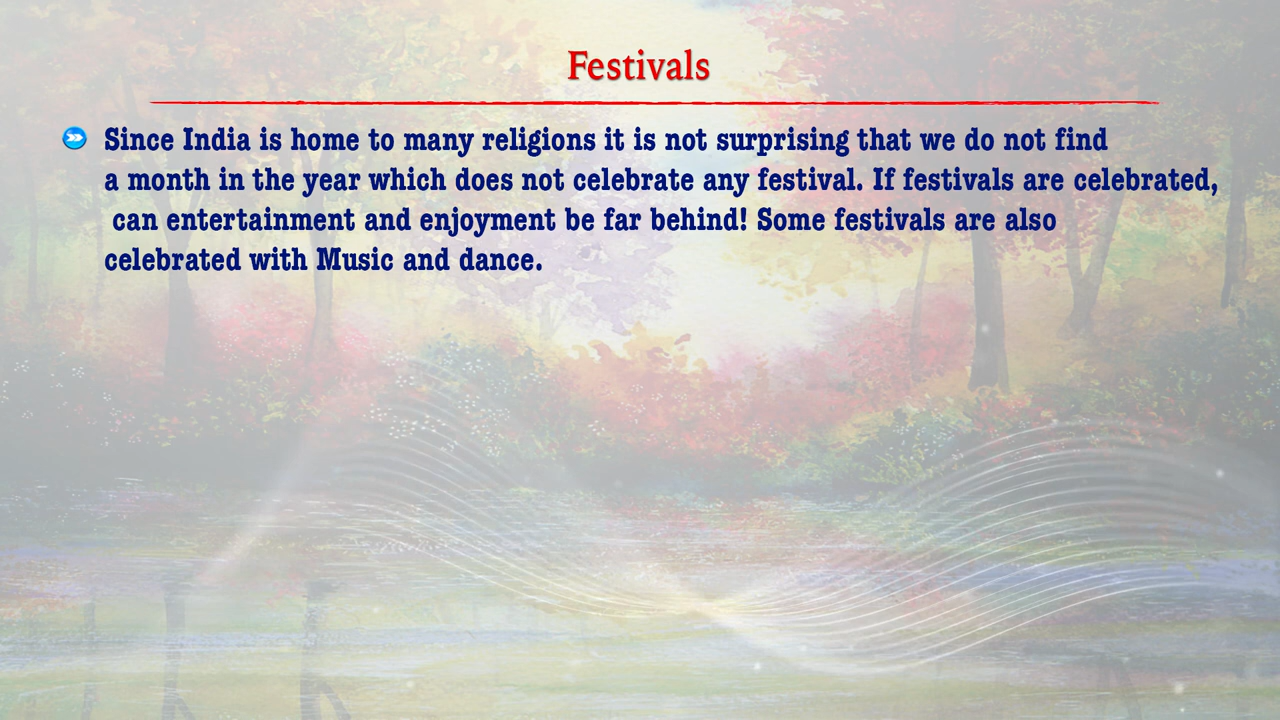 Festivals
Since India is home to many religions it is not surprising that we do not find
a month in the year which does not celebrate any festival. If festivals are celebrated,
can entertainment and enjoyment be far behind! Some festivals are also
celebrated with Music and dance.